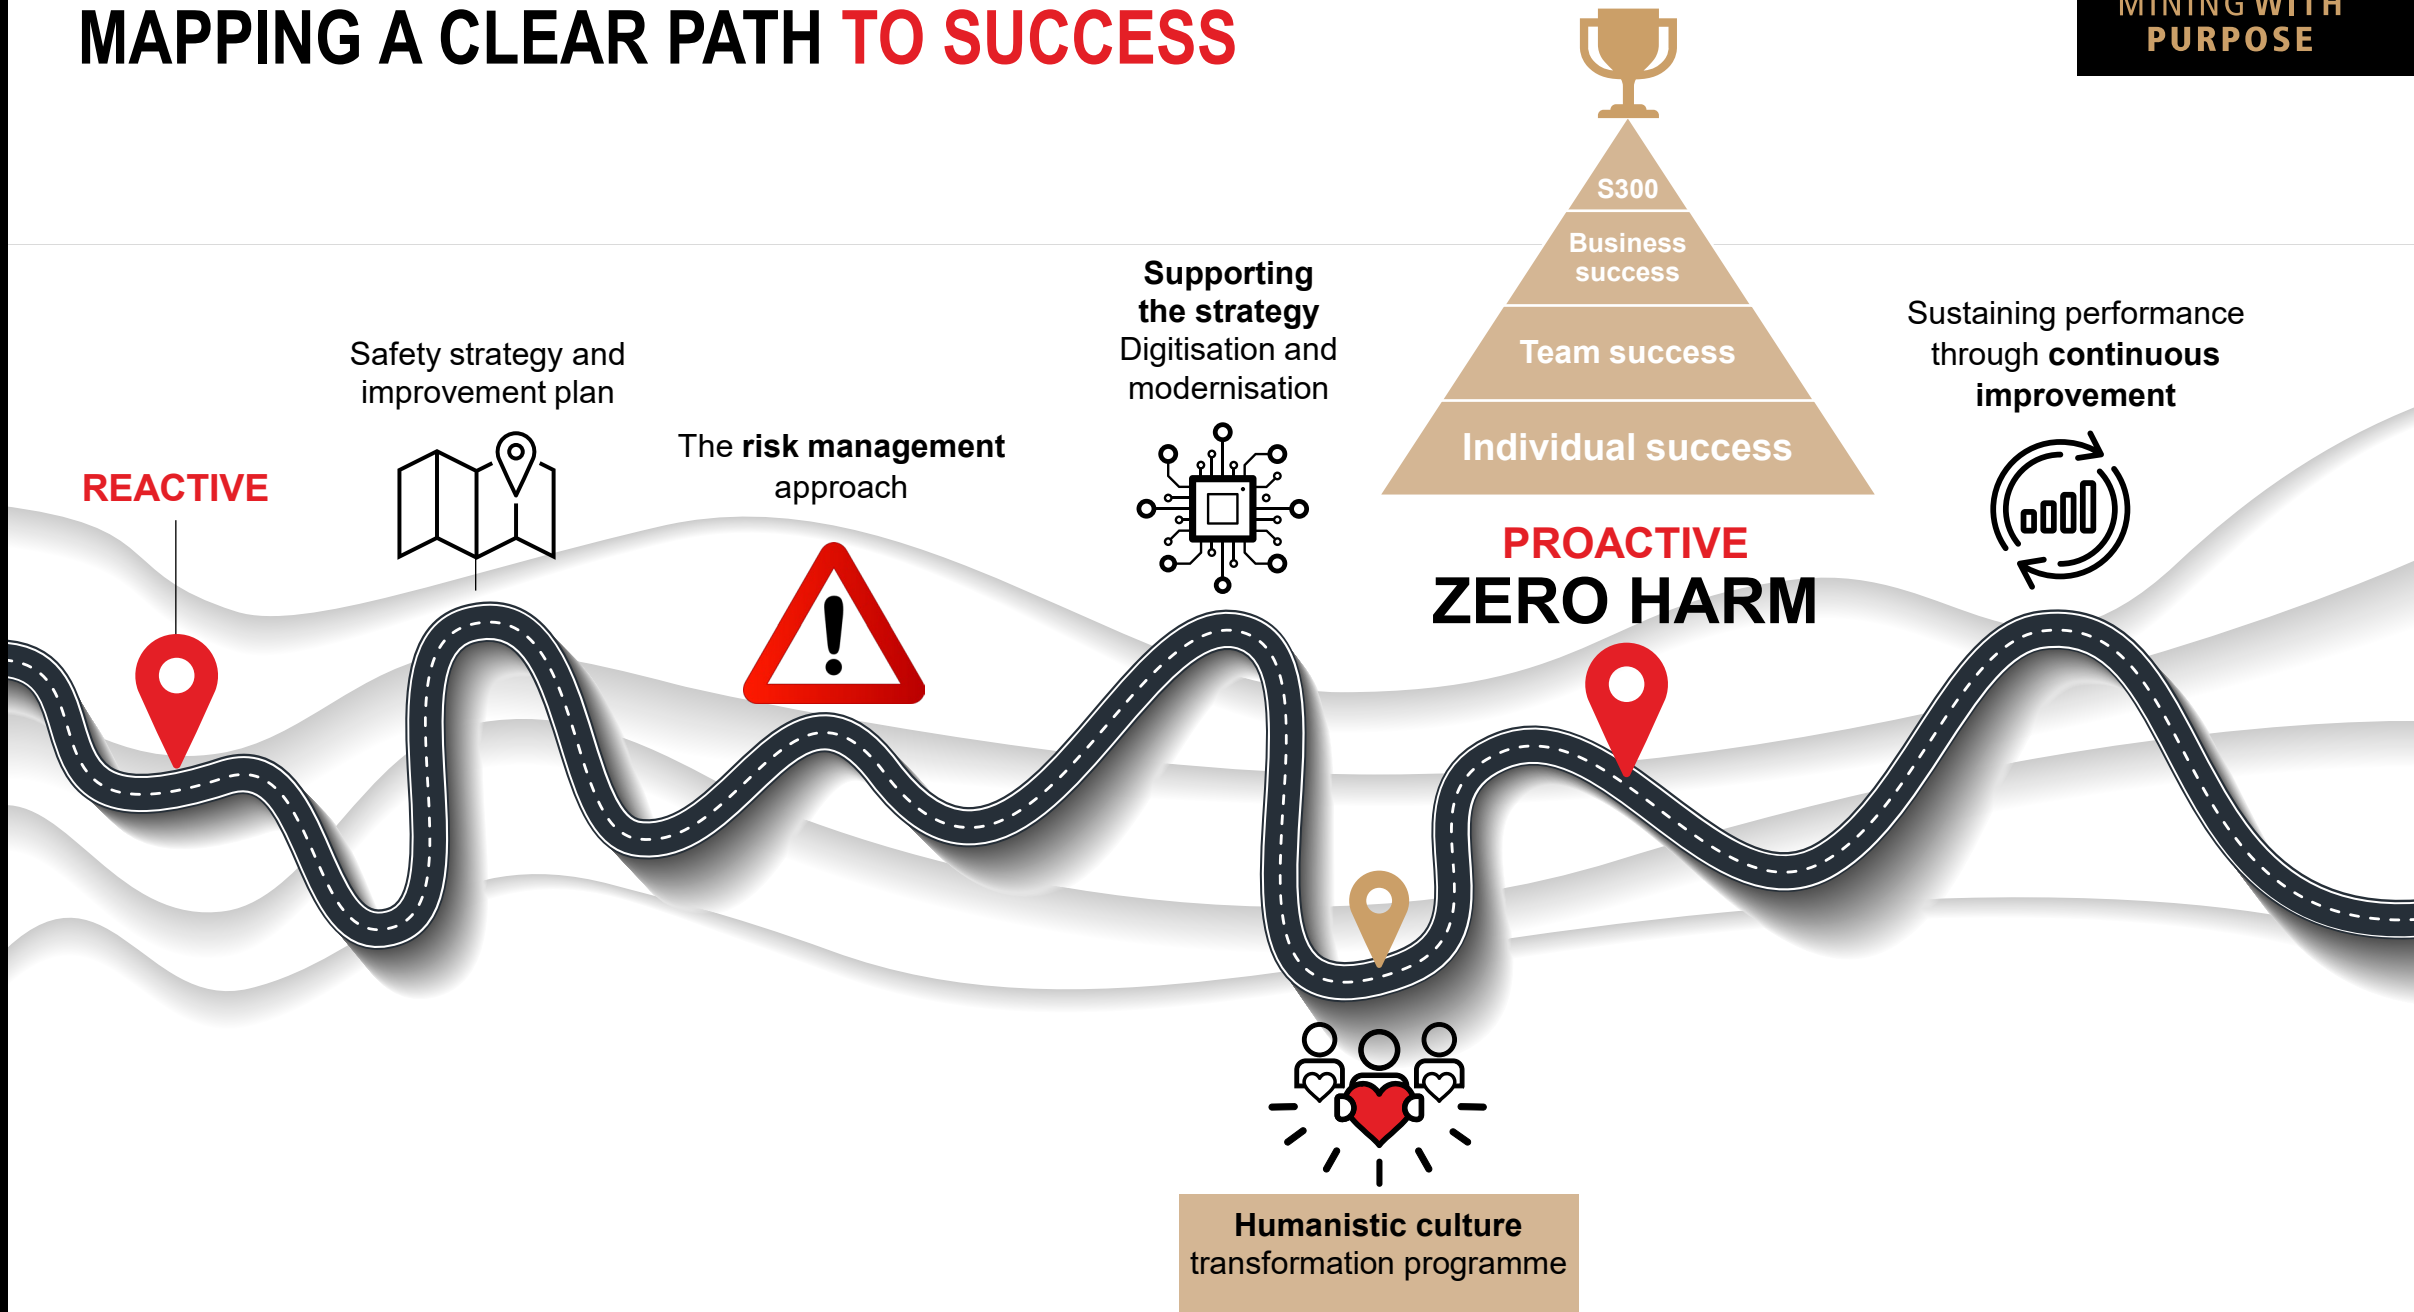 MAPPING A CLEAR PATH TO SUCCESS
MINING WITH
PURPOSE
S300
Business
success
Team success
Individual success
REACTIVE
Safety strategy and
improvement plan
The risk management
approach
Supporting
the strategy
Digitisation and
modernisation
PROACTIVE
ZERO HARM
Sustaining performance
through continuous
improvement
Humanistic culture
transformation programme